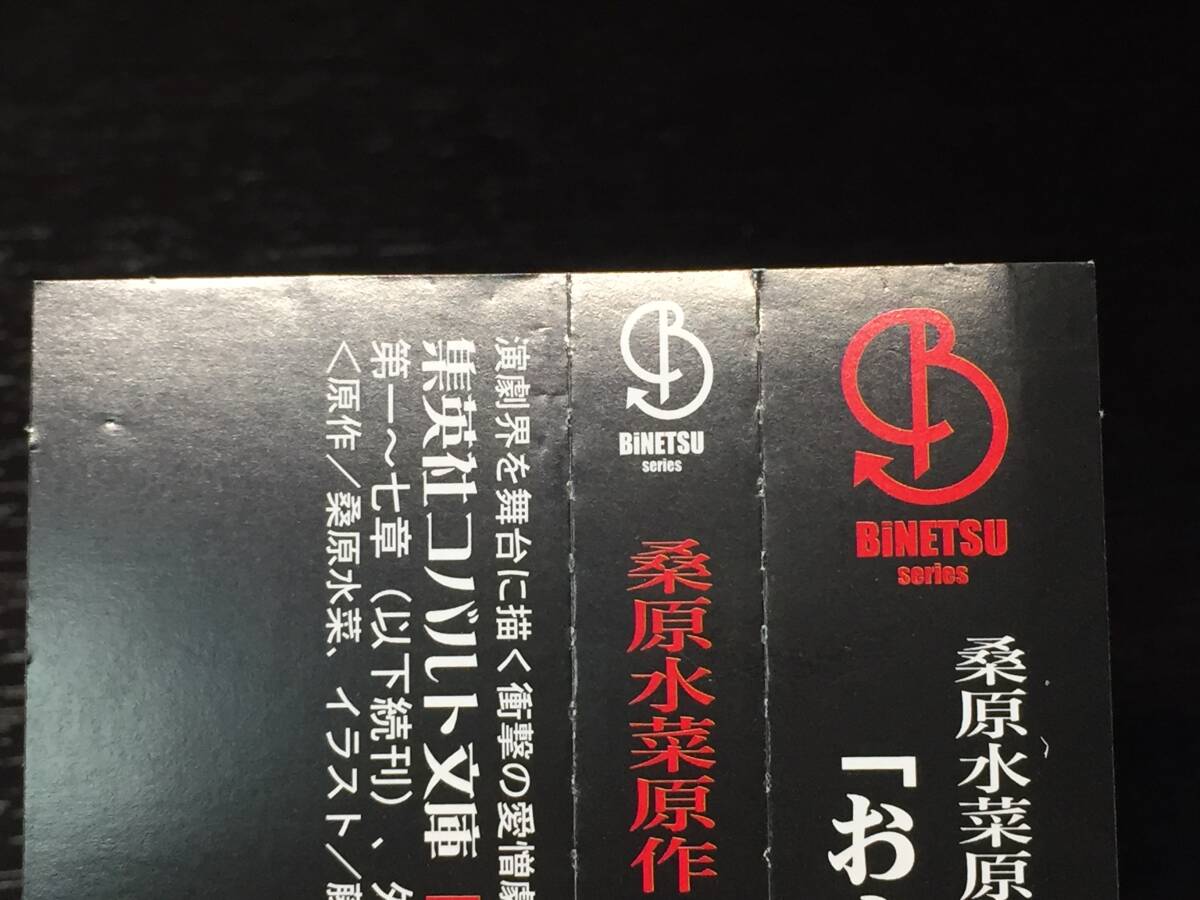 BiNETSU
series
桑原水菜原
「お
BiNETSU
series
桑原水菜原作
演劇界を舞台に描く衝撃の愛憎劇
集英社コバルト文庫
第一〜七章（以下続刊）、
＜原作／桑原水菜、イラスト／藤